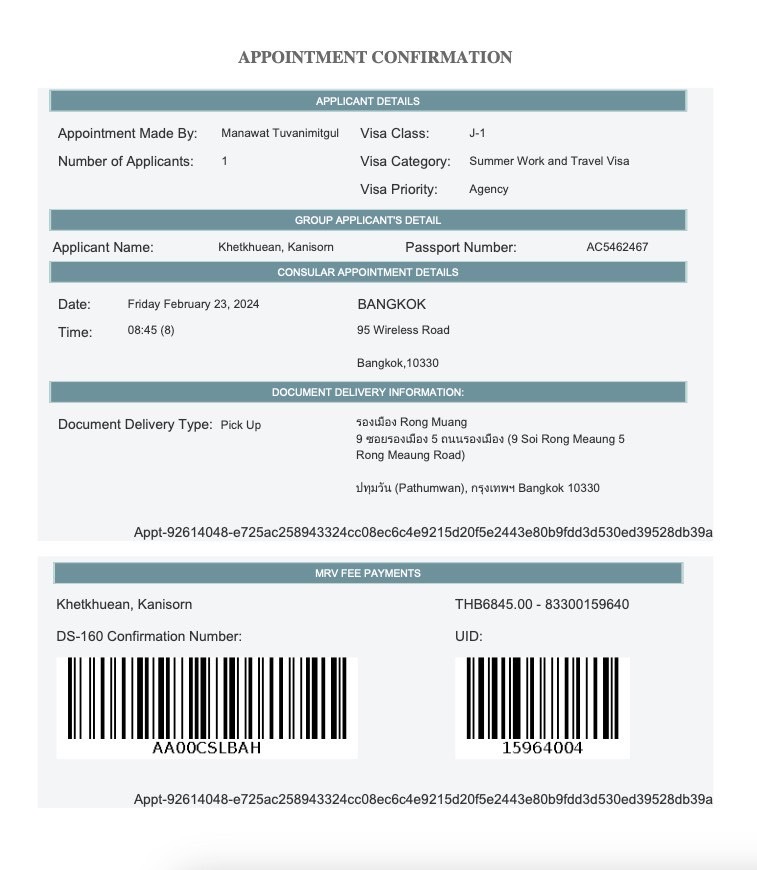 APPOINTMENT CONFIRMATION
APPLICANT DETAILS
Appointment Made By: Manawat Tuvanimitgul Visa Class: J-1
Number of Applicants: 1 Visa Category: Summer Work and Travel Visa
Visa Priority: Agency
GROUP APPLICANT'S DETAIL
Applicant Name: Khetkhuean, Kanisorn Passport Number: AC5462467
CONSULAR APPOINTMENT DETAILS
Date: Friday February 23, 2024 BANGKOK
Time: 08:45 (8) 95 Wireless Road
Bangkok,10330
DOCUMENT DELIVERY INFORMATION:
Document Delivery Type: Pick Up รองเมือง Rong Muang
9 ซอยรองเมือง 5 ถนนรองเมือง (9 Soi Rong Meaung 5
Rong Meaung Road)
ปทุมวัน (Pathumwan), กรุงเทพฯ Bangkok 10330
Appt-92614048-e725ac258943324cc08ec6c4e9215d20f5e2443e80b9fdd3d530ed39528db39a
MRV FEE PAYMENTS
Khetkhuean, Kanisorn THB6845.00 - 83300159640
DS-160 Confirmation Number: UID:
AA00CSLBAH 15964004
Appt-92614048-e725ac258943324cc08ec6c4e9215d20f5e2443e80b9fdd3d530ed39528db39a